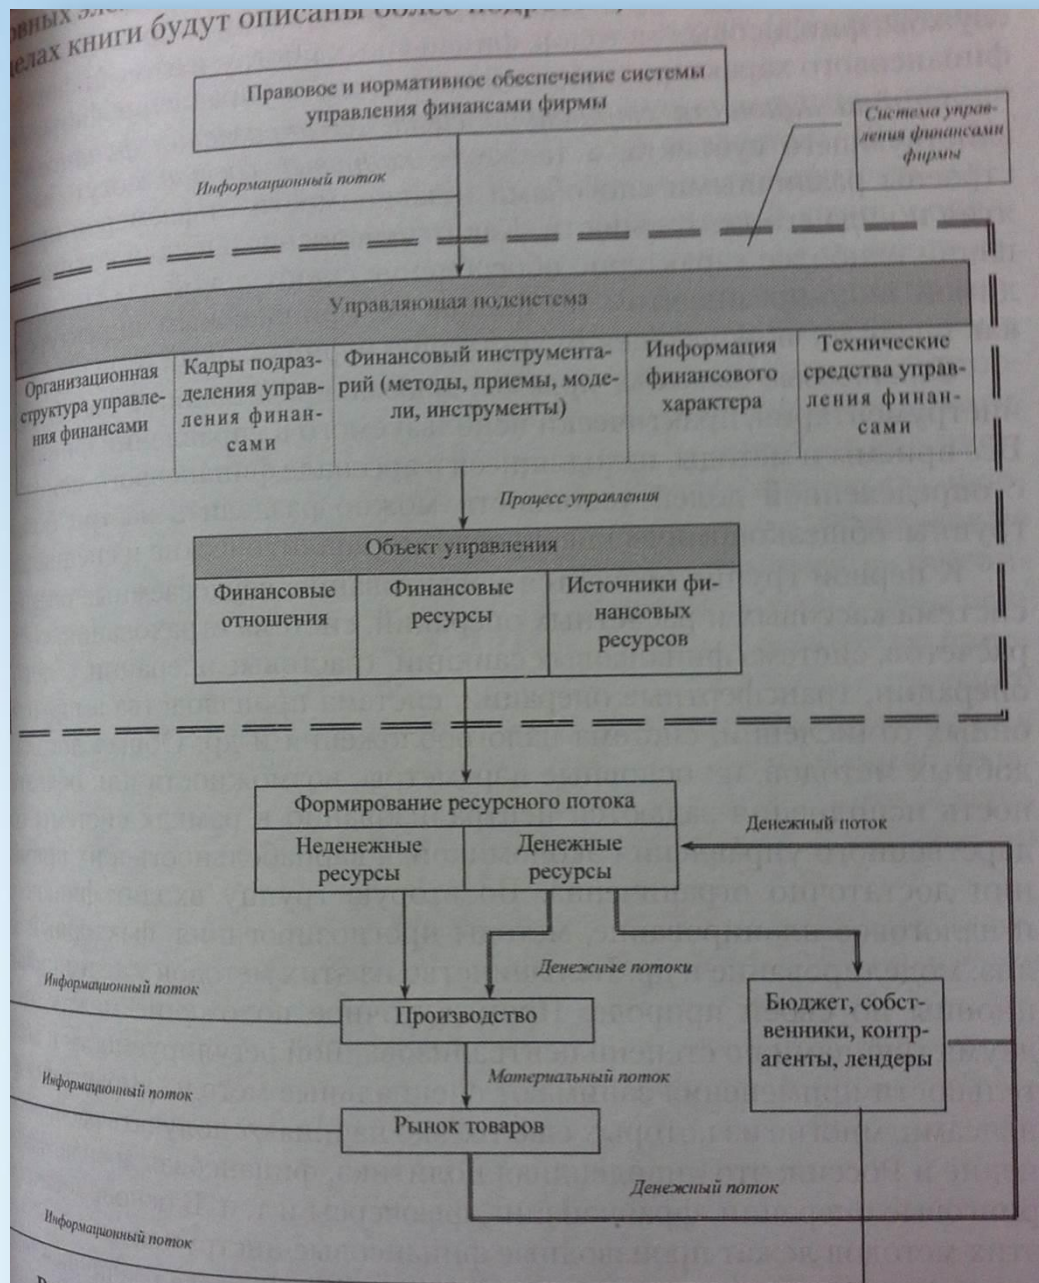 елах книги будут описаны более
Правовое и нормативное обеспечение системы
управления финансами фирмы
Система управ-
ления финансами
фирмы
Информационный поток
Управляющая подсистема
Организационная
структура управле-
ния финансами
Кадры подраз-
деления управ-
ления финан-
сами
Финансовый инструмента-
рий (методы, приемы, моде-
ли, инструменты)
Информация
финансового
характера
Технические
средства управ-
ления финан-
сами
Процесс управления
Объект управления
Финансовые
отношения
Финансовые
ресурсы
Источники фи-
нансовых
ресурсов
Формирование ресурсного потока
Неденежные
ресурсы
Денежные
ресурсы
Денежный поток
Денежные потоки
Информационный поток
Производство
Бюджет, собст-
венники, контр-
агенты, лендеры
Информационный поток
Материальный поток
Рынок товаров
Денежный поток
Информационный поток